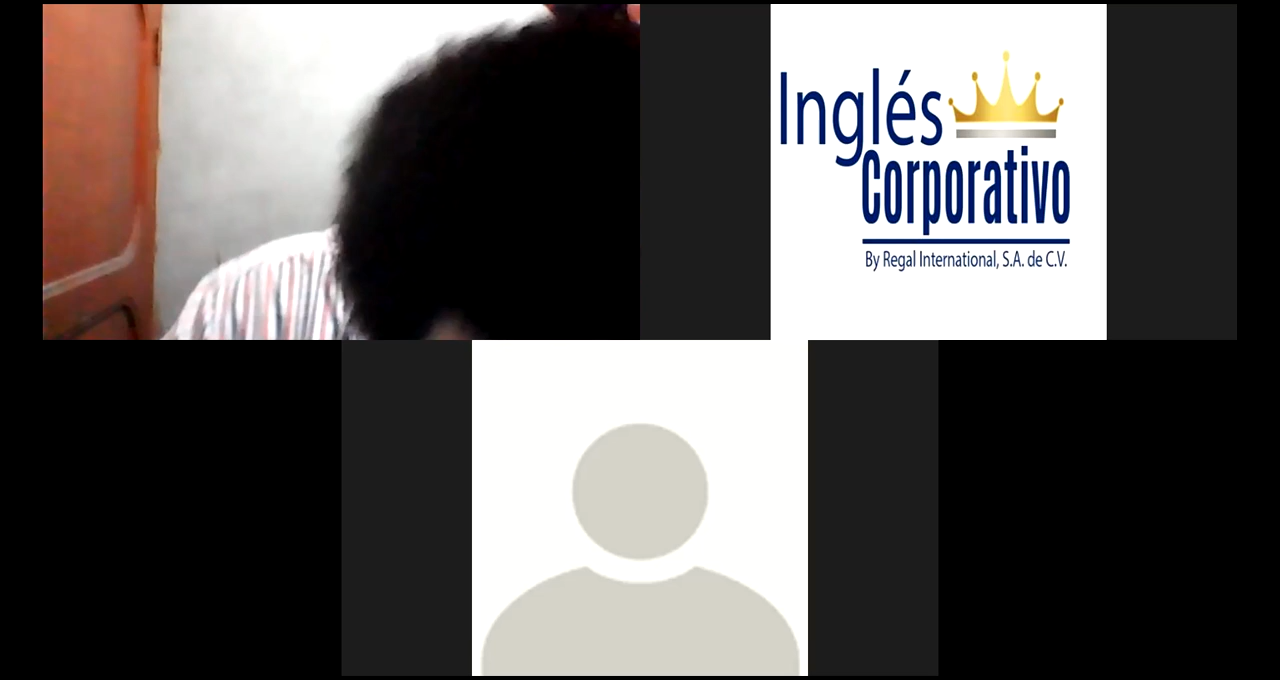 Inglés
Corporativo
By Regal International, S.A. de C.V.